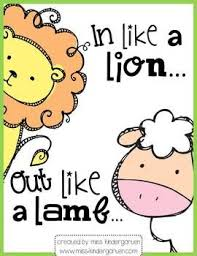 In like a
lion...
Out like
a lamb...
created by miss kindergarten
www.misskindergarten.com